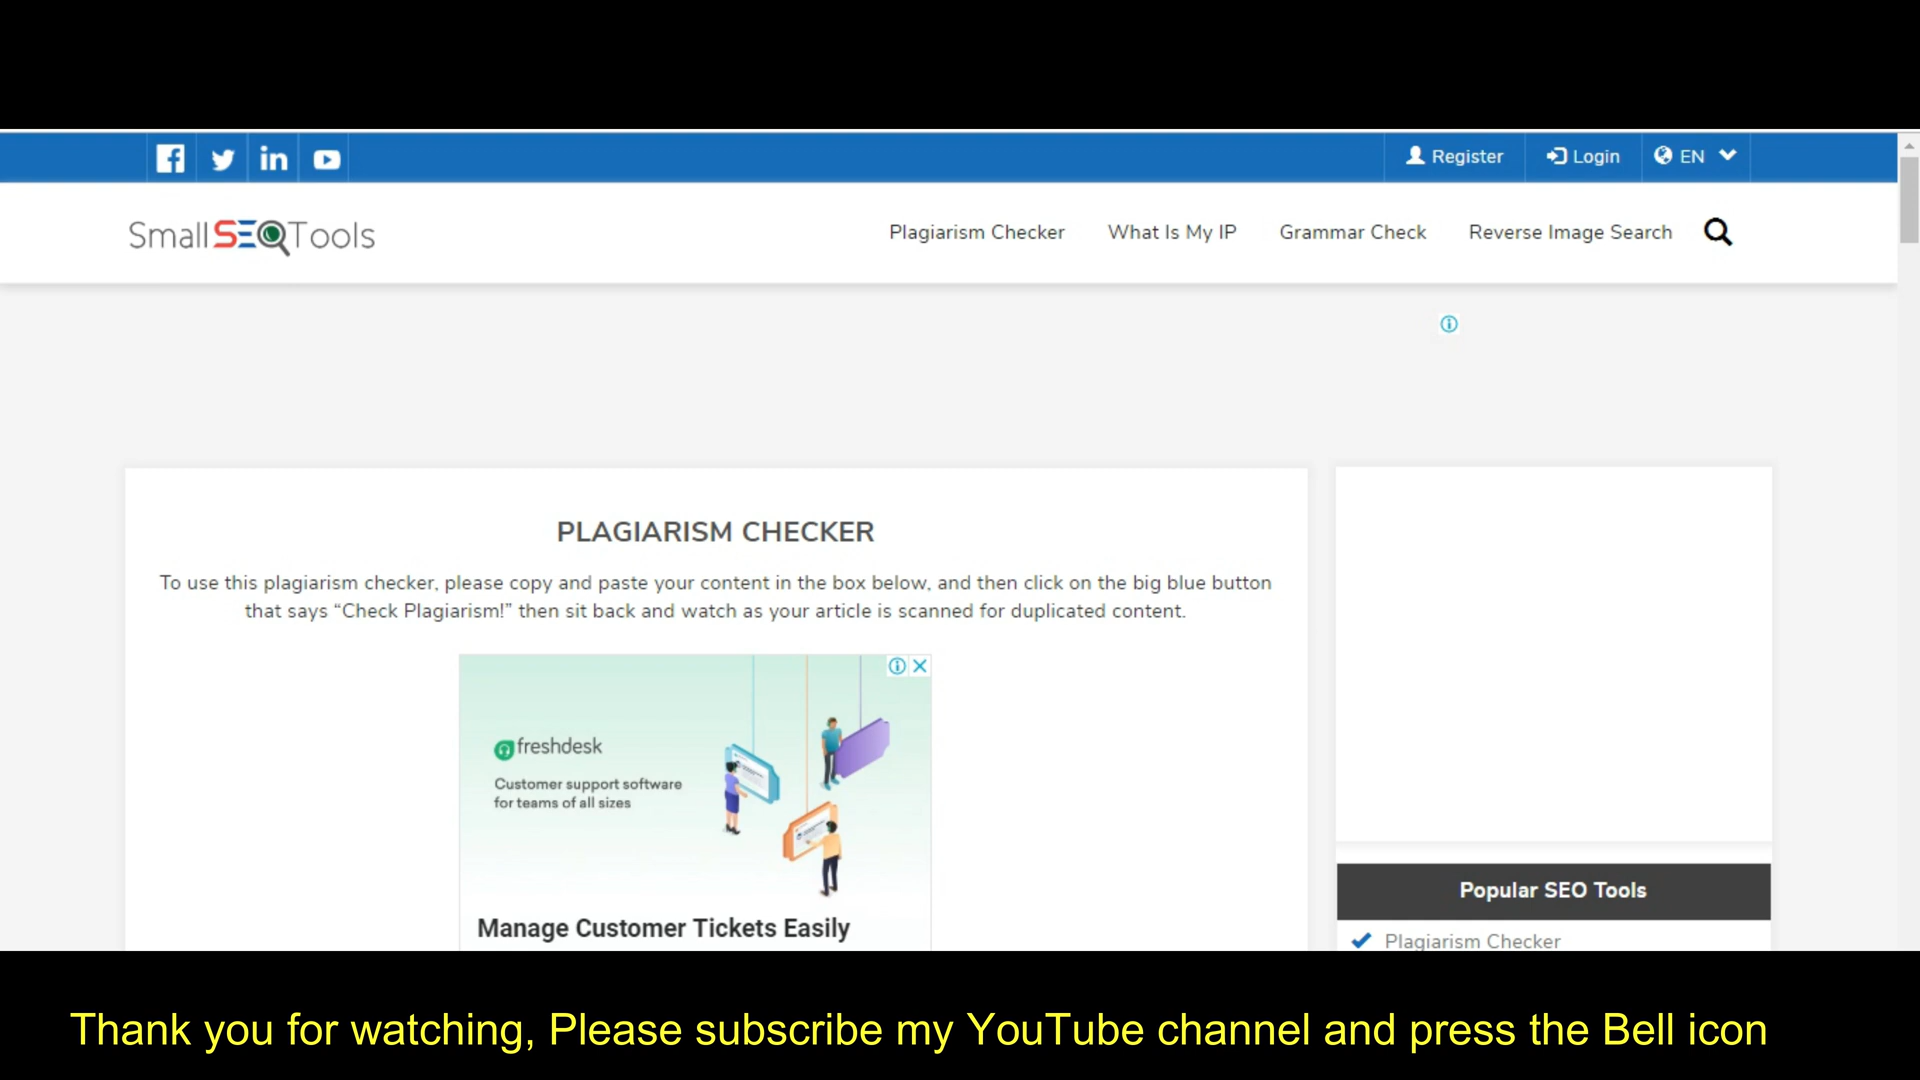 Register Login EN
SmallSEOTools
Plagiarism Checker What Is My IP Grammar Check Reverse Image Search
PLAGIARISM CHECKER
To use this plagiarism checker, please copy and paste your content in the box below, and then click on the big blue button
that says “Check Plagiarism!” then sit back and watch as your article is scanned for duplicated content.
freshdesk
Customer support software
for teams of all sizes
Manage Customer Tickets Easily
Popular SEO Tools
Plagiarism Checker
Thank you for watching, Please subscribe my YouTube channel and press the Bell icon